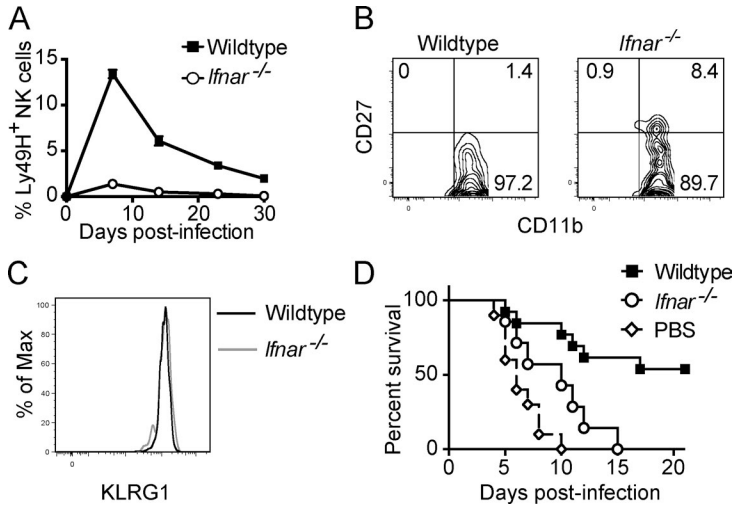 A
Wildtype
Ifnar -/-
% Ly49H+ NK cells
15
10
5
0
0 10 20 30
Days post-infection
B
Wildtype
Ifnar -/-
0 1.4
97.2
0.9 8.4
89.7
CD27
CD11b
0
0
C
Wildtype
Ifnar -/-
% of Max
100
80
60
40
20
0
0
KLRG1
D
Wildtype
Ifnar -/-
PBS
Percent survival
100
50
0
0 5 10 15 20
Days post-infection